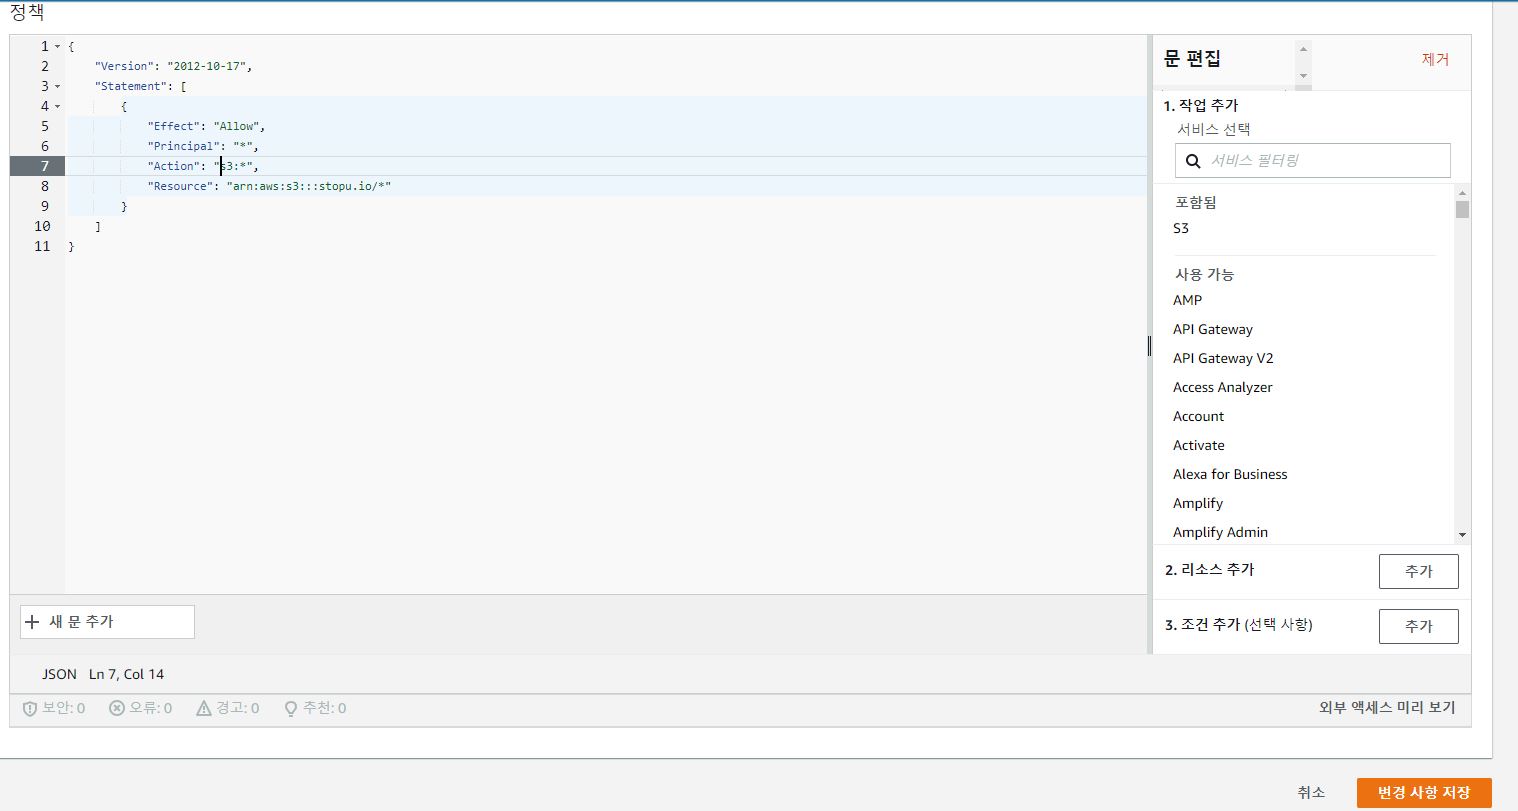 정책
1 {
2 "Version": "2012-10-17",
3 "Statement": [
4 {
5 "Effect": "Allow",
6 "Principal": "*",
7 "Action": "s3:*",
8 "Resource": "arn:aws:s3:::stopu.io/*"
9 }
10 ]
11 }
+ 새 문 추가
JSON Ln 7, Col 14
보안: 0 오류: 0 경고: 0 추천: 0
문 편집
제거
1. 작업 추가
서비스 선택
서비스 필터링
포함됨
S3
사용 가능
AMP
API Gateway
API Gateway V2
Access Analyzer
Account
Activate
Alexa for Business
Amplify
Amplify Admin
2. 리소스 추가 추가
3. 조건 추가 (선택 사항) 추가
외부 액세스 미리 보기
취소 변경 사항 저장